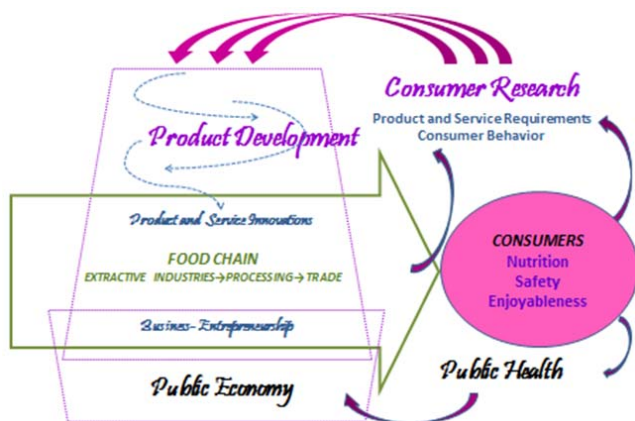 Consumer Research
Product and Service Requirements
Consumer Behavior
Product Development
Product and Service Innovations
FOOD CHAIN
EXTRACTIVE INDUSTRIES→PROCESSING→TRADE
CONSUMERS
Nutrition
Safety
Enjoyableness
Business- Entrepreneurship
Public Health
Public Economy